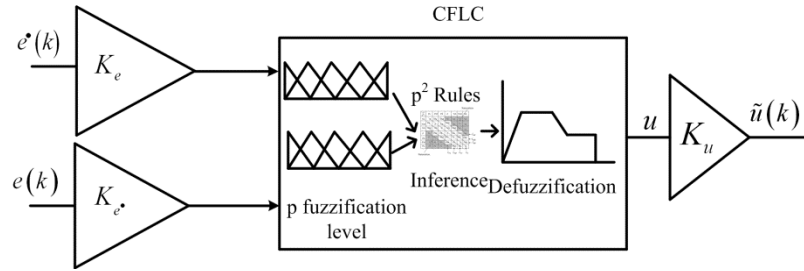 CFLC
e•(k)
K_e
p² Rules
u
K_u
ũ(k)
Inference
Defuzzification
e(k)
K_e•
p fuzzification
level